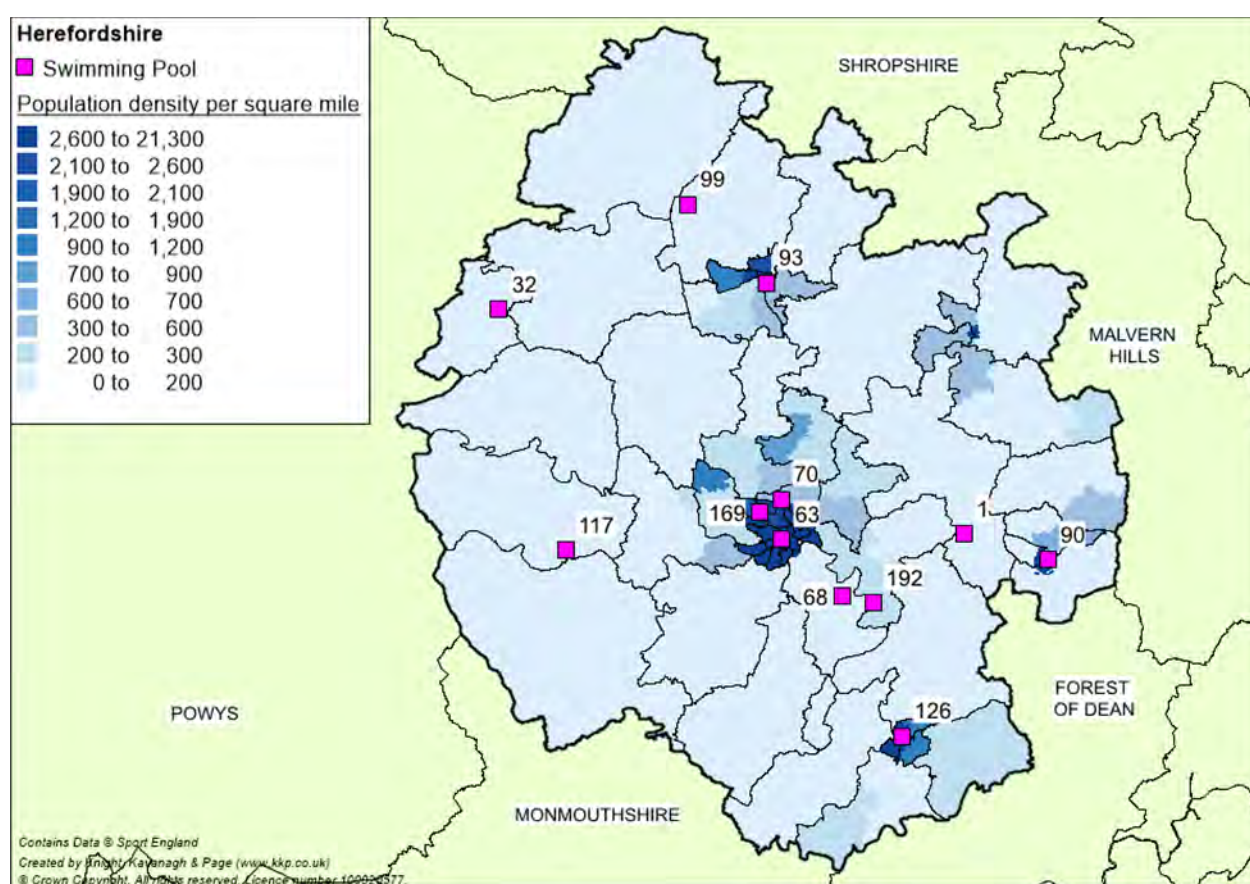 Herefordshire
Swimming Pool
Population density per square mile
2,600 to 21,300
2,100 to 2,600
1,900 to 2,100
1,200 to 1,900
900 to 1,200
700 to 900
600 to 700
300 to 600
200 to 300
0 to 200
SHROPSHIRE
99
93
32
MALVERN
HILLS
70
169
63
117
90
192
68
FOREST
OF DEAN
126
POWYS
MONMOUTHSHIRE
Contains Data © Sport England
Created by Knight, Kavanagh & Page (www.kkp.co.uk)
© Crown Copyright. All rights reserved. Licence number